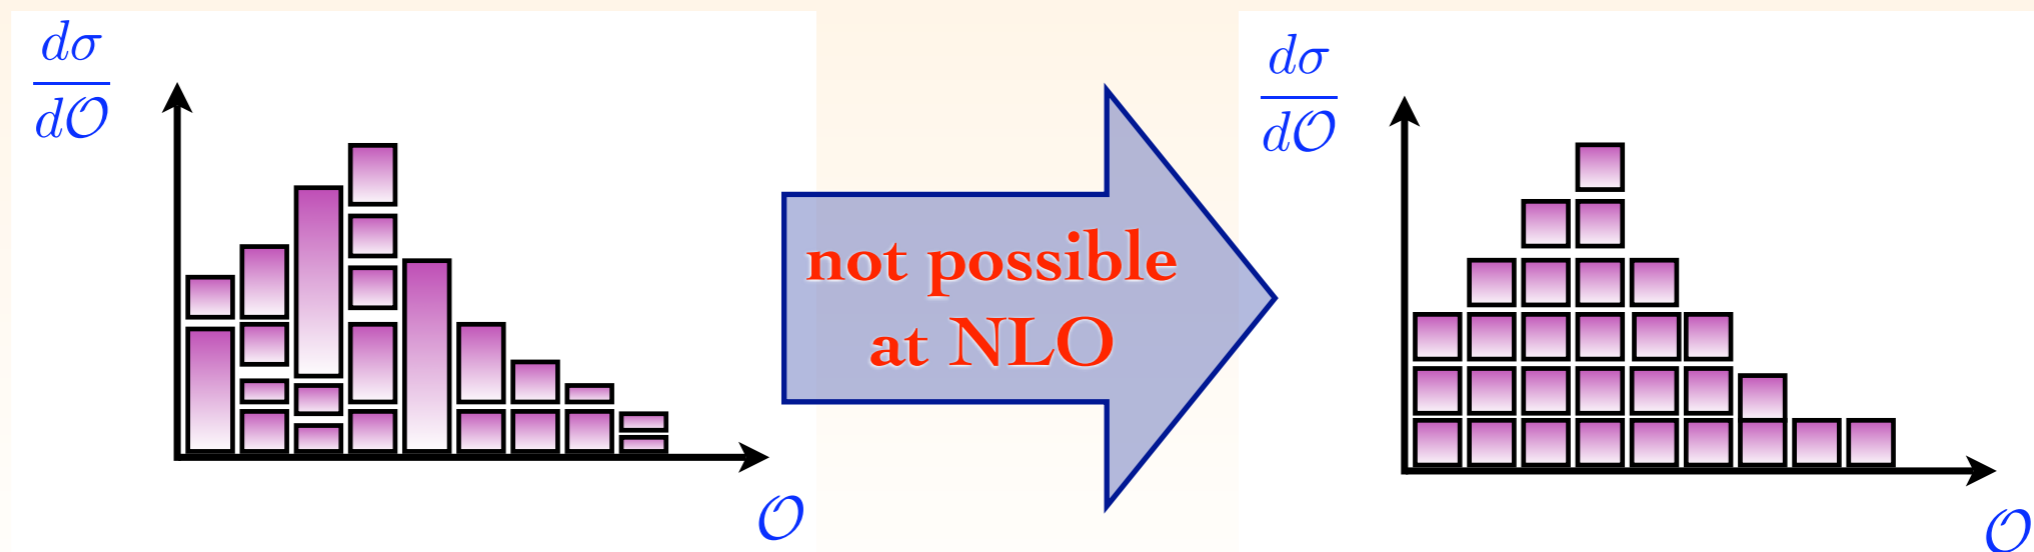 dσ
d𝒪
𝒪
not possible
at NLO
dσ
d𝒪
𝒪